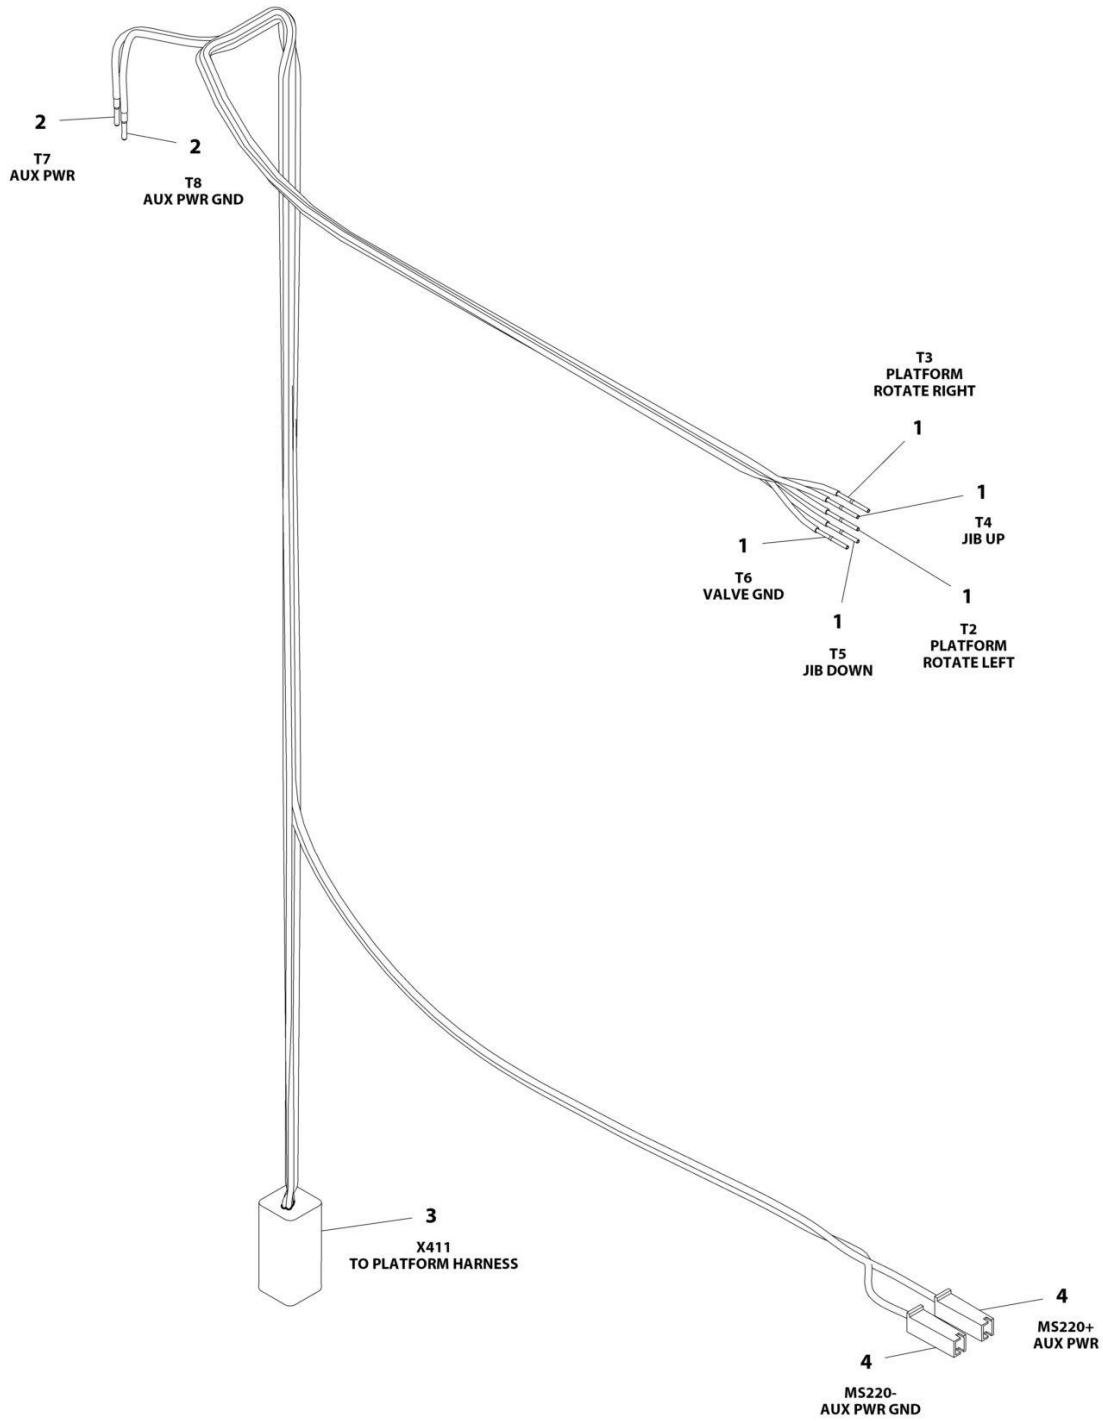 2
T7
AUX PWR
2
T8
AUX PWR GND
T3
PLATFORM
ROTATE RIGHT
1
1
T4
JIB UP
1
T6
VALVE GND
1
T5
JIB DOWN
1
T2
PLATFORM
ROTATE LEFT
3
X411
TO PLATFORM HARNESS
4
MS220+
AUX PWR
4
MS220-
AUX PWR GND